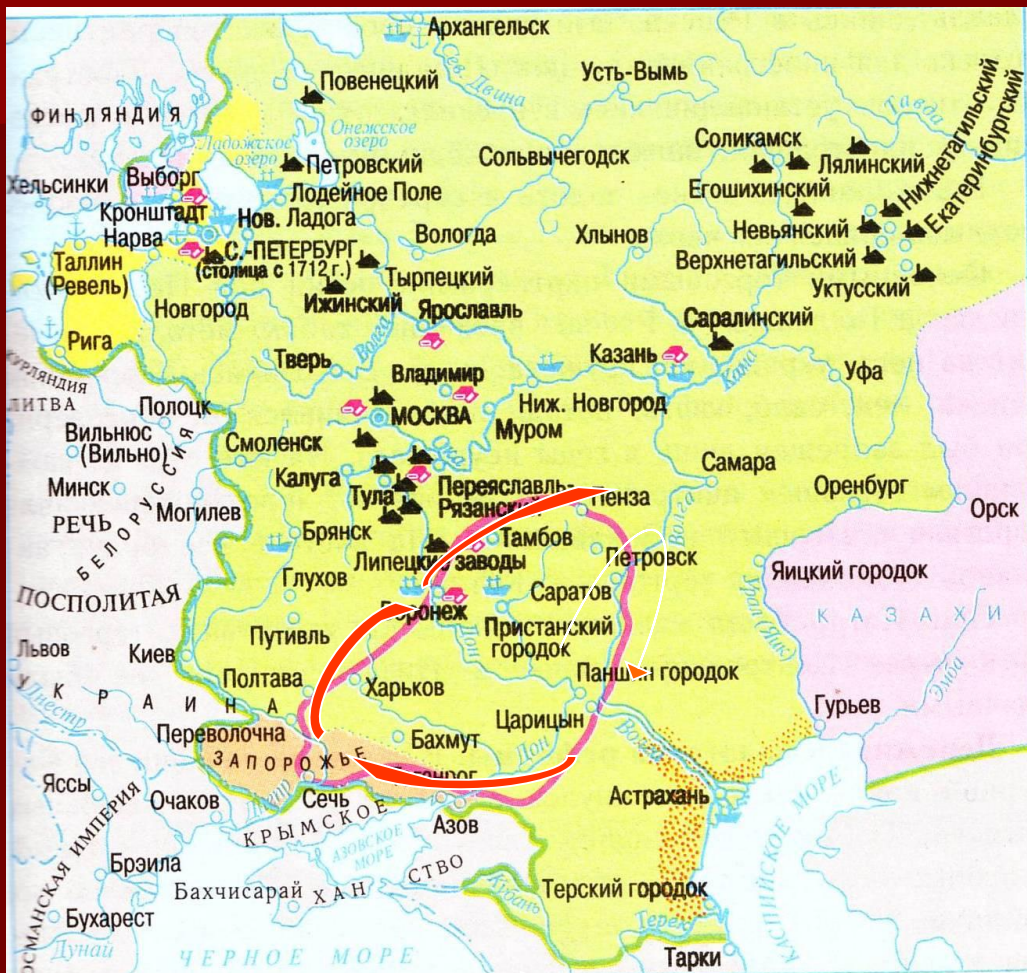 Архангельск
Сев. Двина
Усть-Вымь
Повенецкий
ФИНЛЯНДИЯ
Онежское
озеро
Ладожское
озеро
Соликамск
Тавда
Нижнетагильский
Екатеринбургский
Сольвычегодск
Лялинский
Петровский
Хельсинки
Выборг
Лодейное Поле
Егошихинский
Кронштадт
Нов. Ладога
Нарва
Вологда
Хлынов
Невьянский
С.-ПЕТЕРБУРГ
(столица с 1712 г.)
Таллин
(Ревель)
Тырпецкий
Верхнетагильский
Уктусский
Новгород
Ижинский
Ярославль
Саралинский
Рига
Волга
Казань
Кама
КУРЛЯНДИЯ
Тверь
Владимир
Уфа
ЛИТВА
Полоцк
МОСКВА
Ниж. Новгород
Вильнюс
(Вильно)
Смоленск
Ока
Муром
Калуга
Самара
Минск
Тула
Переяславль
Рязанский
Пенза
Оренбург
Орск
РЕЧЬ
Могилев
БЕЛОРУССИЯ
Брянск
Тамбов
Волга
Липецкие заводы
Петровск
Яицкий городок
Глухов
ПОСПОЛИТАЯ
Воронеж
Саратов
Урал (Яик)
КАЗАХИ
Путивль
Дон
Пристанский
городок
Львов
Киев
Эмба
Полтава
Харьков
Паншин городок
УКРАИНА
Днестр
Гурьев
Переволочна
Царицын
Волга
Бахмут
Дон
ЗАПОРОЖЬЕ
Таганрог
Яссы
Днепр
Сечь
Астрахань
Очаков
КРЫМСКОЕ
Азов
КАСПИЙСКОЕ МОРЕ
ОСМАНСКАЯ ИМПЕРИЯ
АЗОВСКОЕ
МОРЕ
Брэила
Бахчисарай
ХАН
СТВО
Кубань
Терский городок
Бухарест
Терек
Дунай
ЧЕРНОЕ МОРЕ
Тарки